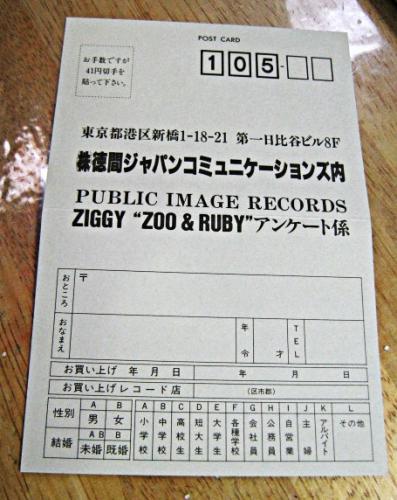 POST CARD
お手数ですが
41円切手を
貼って下さい。
105-
東京都港区新橋1-18-21 第一日比谷ビル8F
㈱徳間ジャパンコミュニケーションズ内
PUBLIC IMAGE RECORDS
ZIGGY “ZOO & RUBY”アンケート係
おところ 〒
おなまえ 年令 才 TEL
お買い上げ 年 月 日 年 月 日
お買い上げレコード店 (区市郡)
性別 A 男 B 女
結婚 A 未婚 B 既婚
A 小学校 B 中学校 C 高校生 D 短大生 E 大学生 F 各種学校 G 会社員 H 公務員 I 自営業 J 主婦 K アルバイト L その他